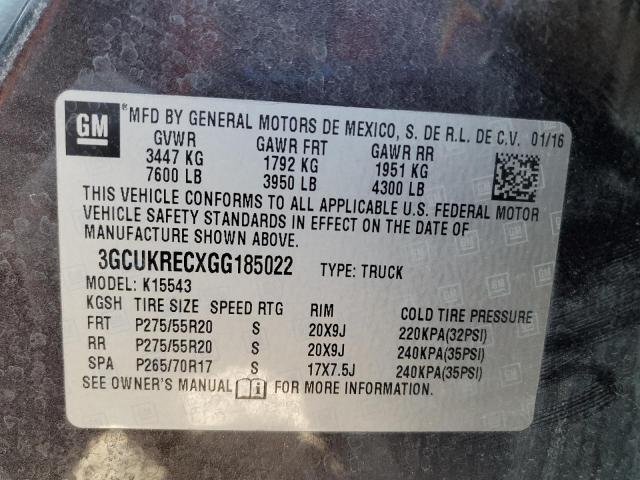 GM
® MFD BY GENERAL MOTORS DE MEXICO, S. DE R.L. DE C.V. 01/16
GVWR GAWR FRT GAWR RR
3447 KG 1792 KG 1951 KG
7600 LB 3950 LB 4300 LB
THIS VEHICLE CONFORMS TO ALL APPLICABLE U.S. FEDERAL MOTOR
VEHICLE SAFETY STANDARDS IN EFFECT ON THE DATE OF
MANUFACTURE SHOWN ABOVE.
3GCUKRECXGG185022 TYPE: TRUCK
MODEL: K15543
KGSH TIRE SIZE SPEED RTG RIM COLD TIRE PRESSURE
FRT P275/55R20 S 20X9J 220KPA(32PSI)
RR P275/55R20 S 20X9J 240KPA(35PSI)
SPA P265/70R17 S 17X7.5J 240KPA(35PSI)
SEE OWNER'S MANUAL FOR MORE INFORMATION.